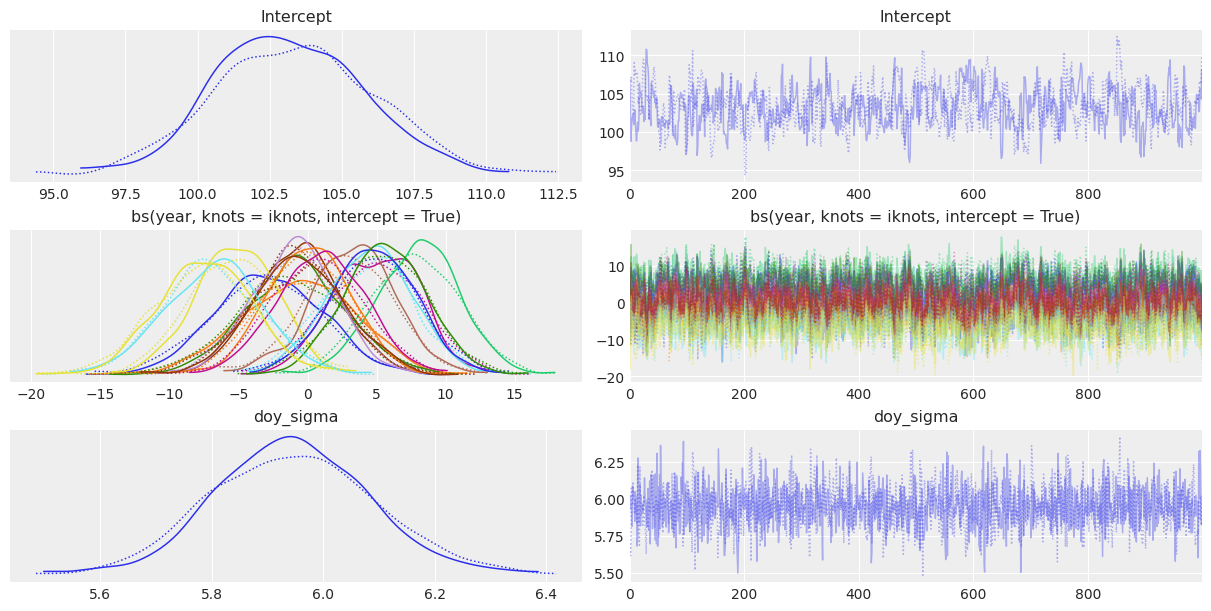 Intercept Intercept
110
105
100
95
95.0 97.5 100.0 102.5 105.0 107.5 110.0 112.5 0 200 400 600 800
bs(year, knots = iknots, intercept = True) bs(year, knots = iknots, intercept = True)
10
0
−10
−20
−20 −15 −10 −5 0 5 10 15 0 200 400 600 800
doy_sigma doy_sigma
6.25
6.00
5.75
5.50
5.6 5.8 6.0 6.2 6.4 0 200 400 600 800